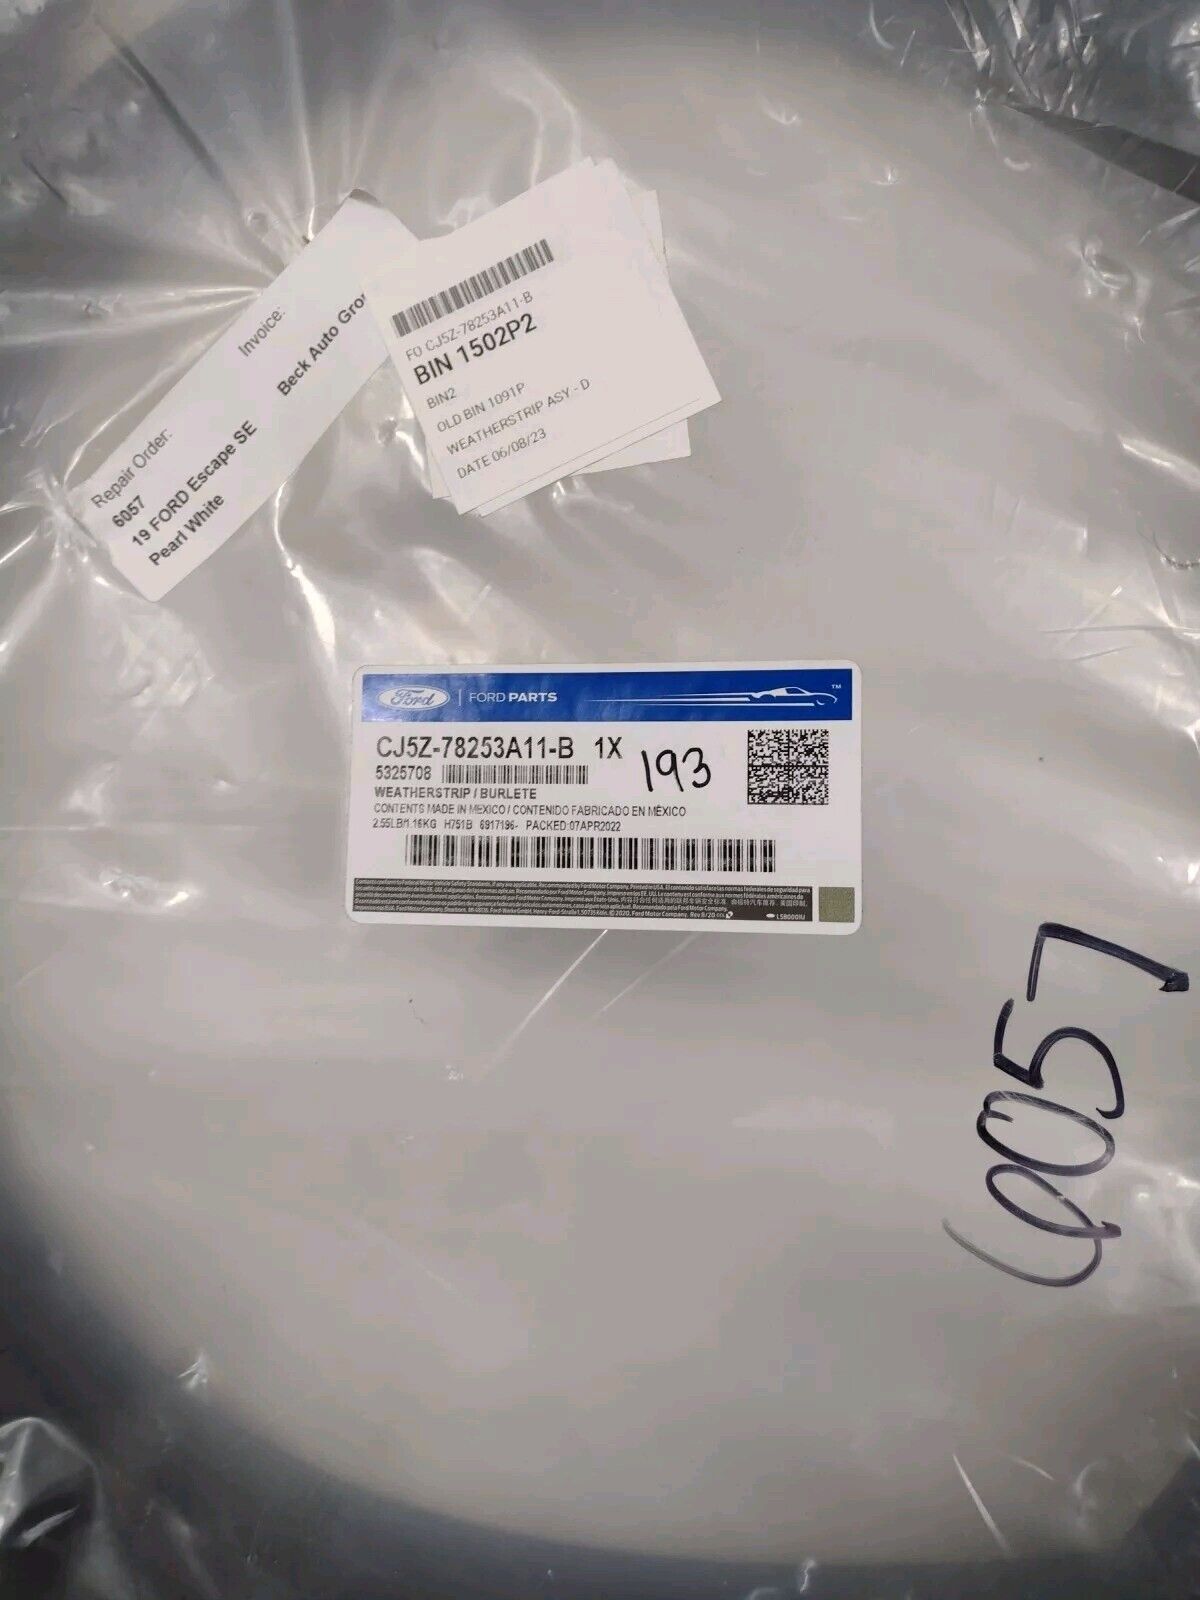 Invoice:
Beck Auto
Repair Order:
6057
19 FORD Escape SE
Pearl White
FO CJ5Z-78253A11-B
BIN 1502P2
BIN2
OLD BIN 1091P
WEATHERSTRIP ASY - D
DATE 06/08/23
Ford | FORD PARTS ™
CJ5Z-78253A11-B 1X
193
5325708
WEATHERSTRIP / BURLETE
CONTENTS MADE IN MEXICO / CONTENIDO FABRICADO EN MÉXICO
2.55LB/1.16KG H751B 6917196- PACKED:07APR2022
6057